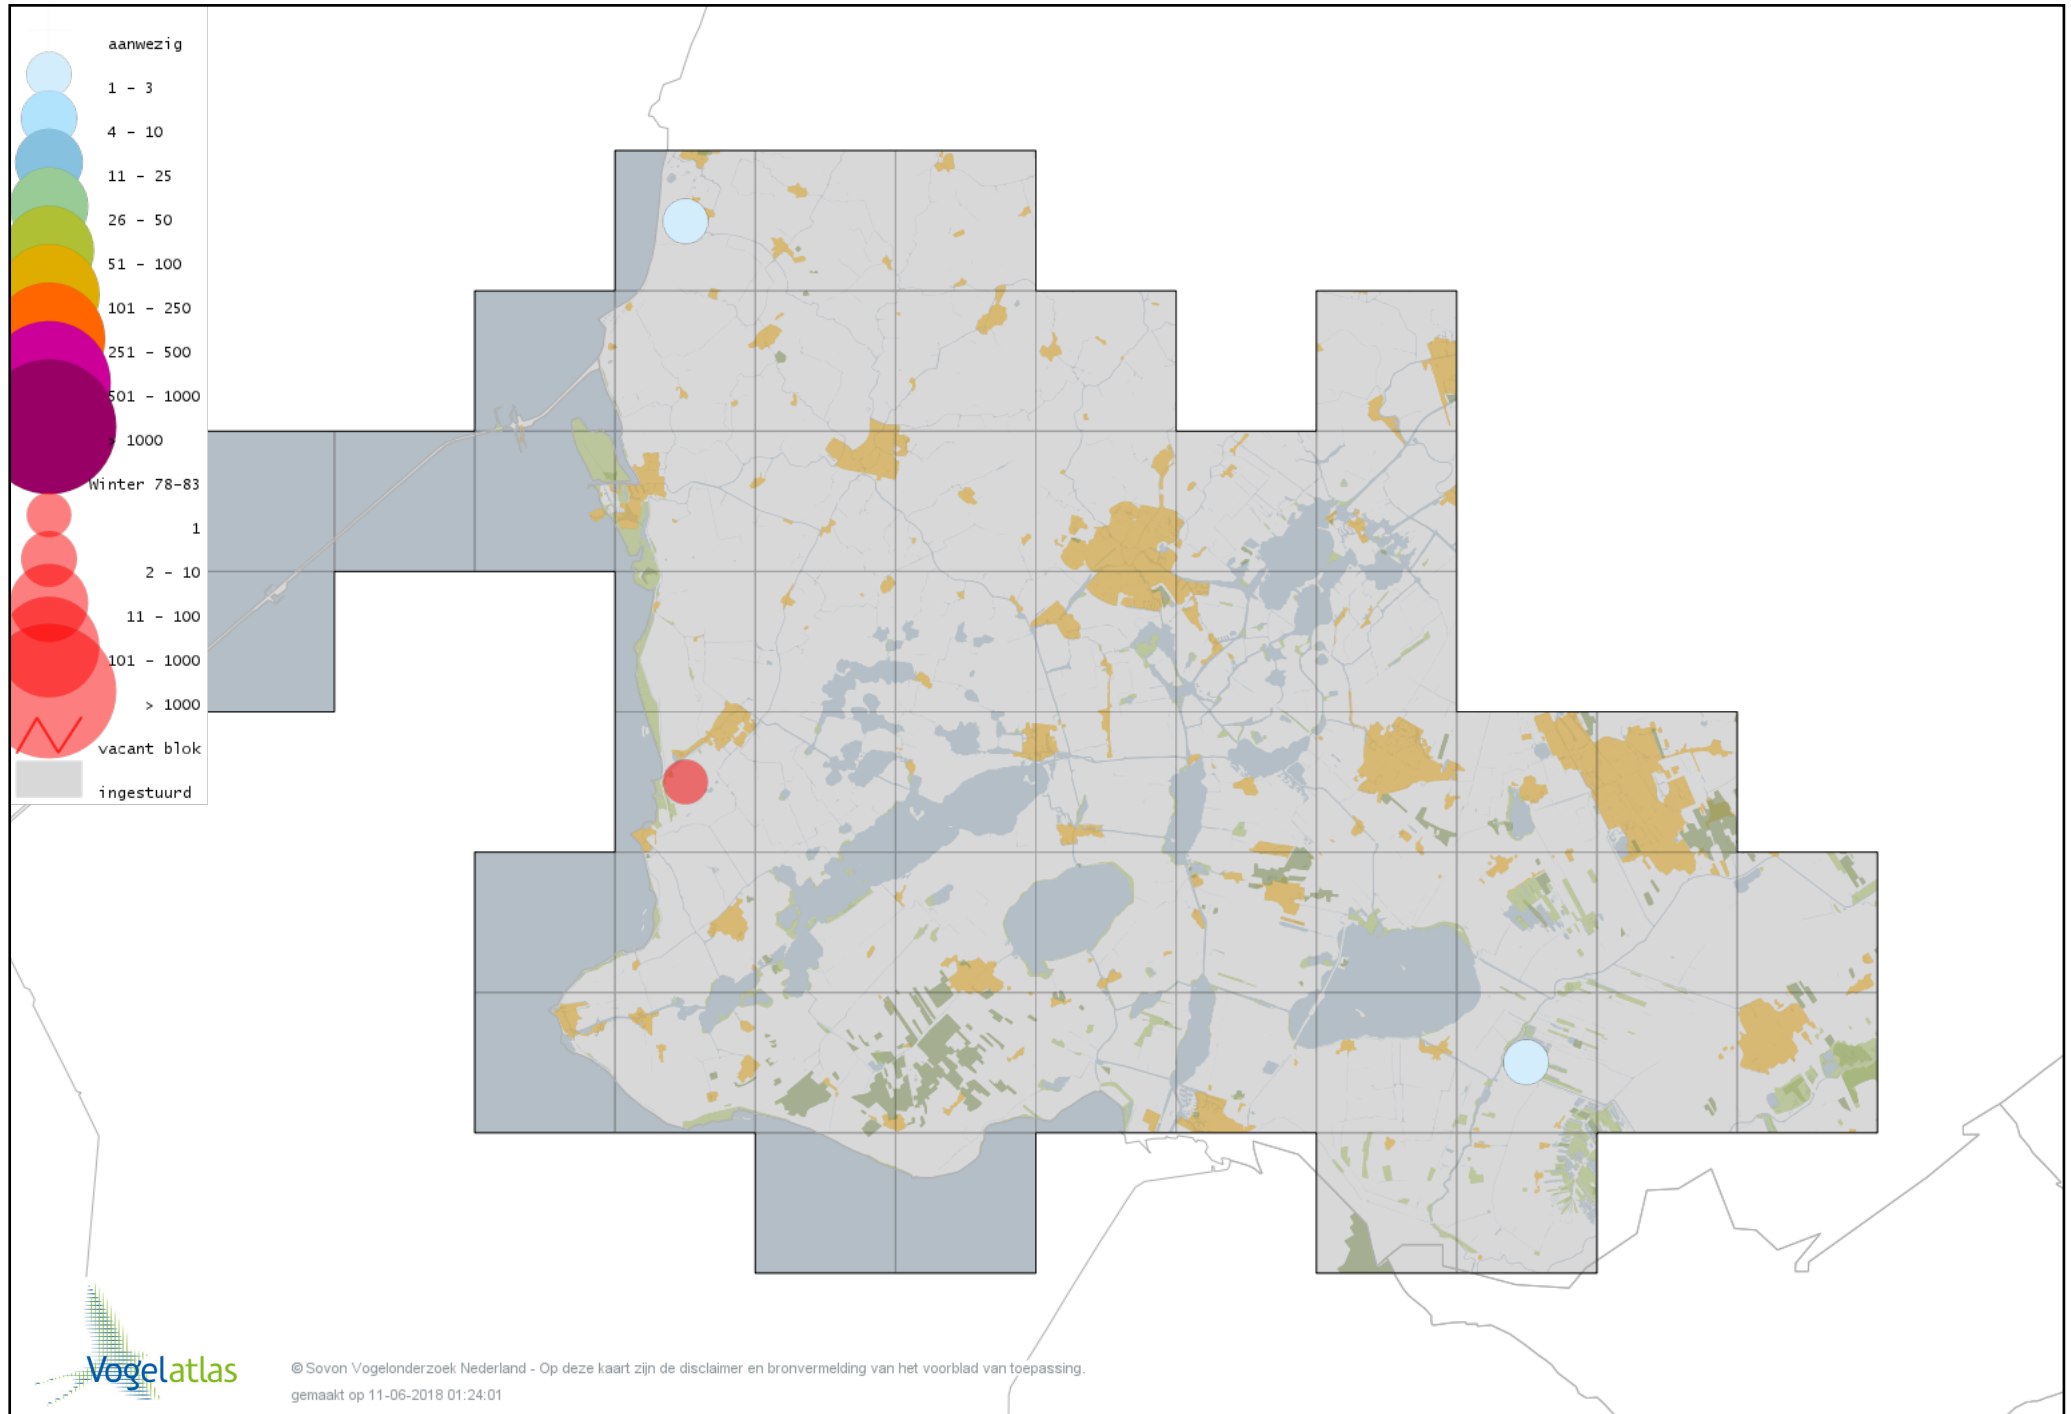 aanwezig
1 - 3
4 - 10
11 - 25
26 - 50
51 - 100
101 - 250
251 - 500
501 - 1000
> 1000
Winter 78-83
1
2 - 10
11 - 100
101 - 1000
> 1000
vacant blok
ingestuurd
Vogelatlas
© Sovon Vogelonderzoek Nederland - Op deze kaart zijn de disclaimer en bronvermelding van het voorblad van toepassing.
gemaakt op 11-06-2018 01:24:01